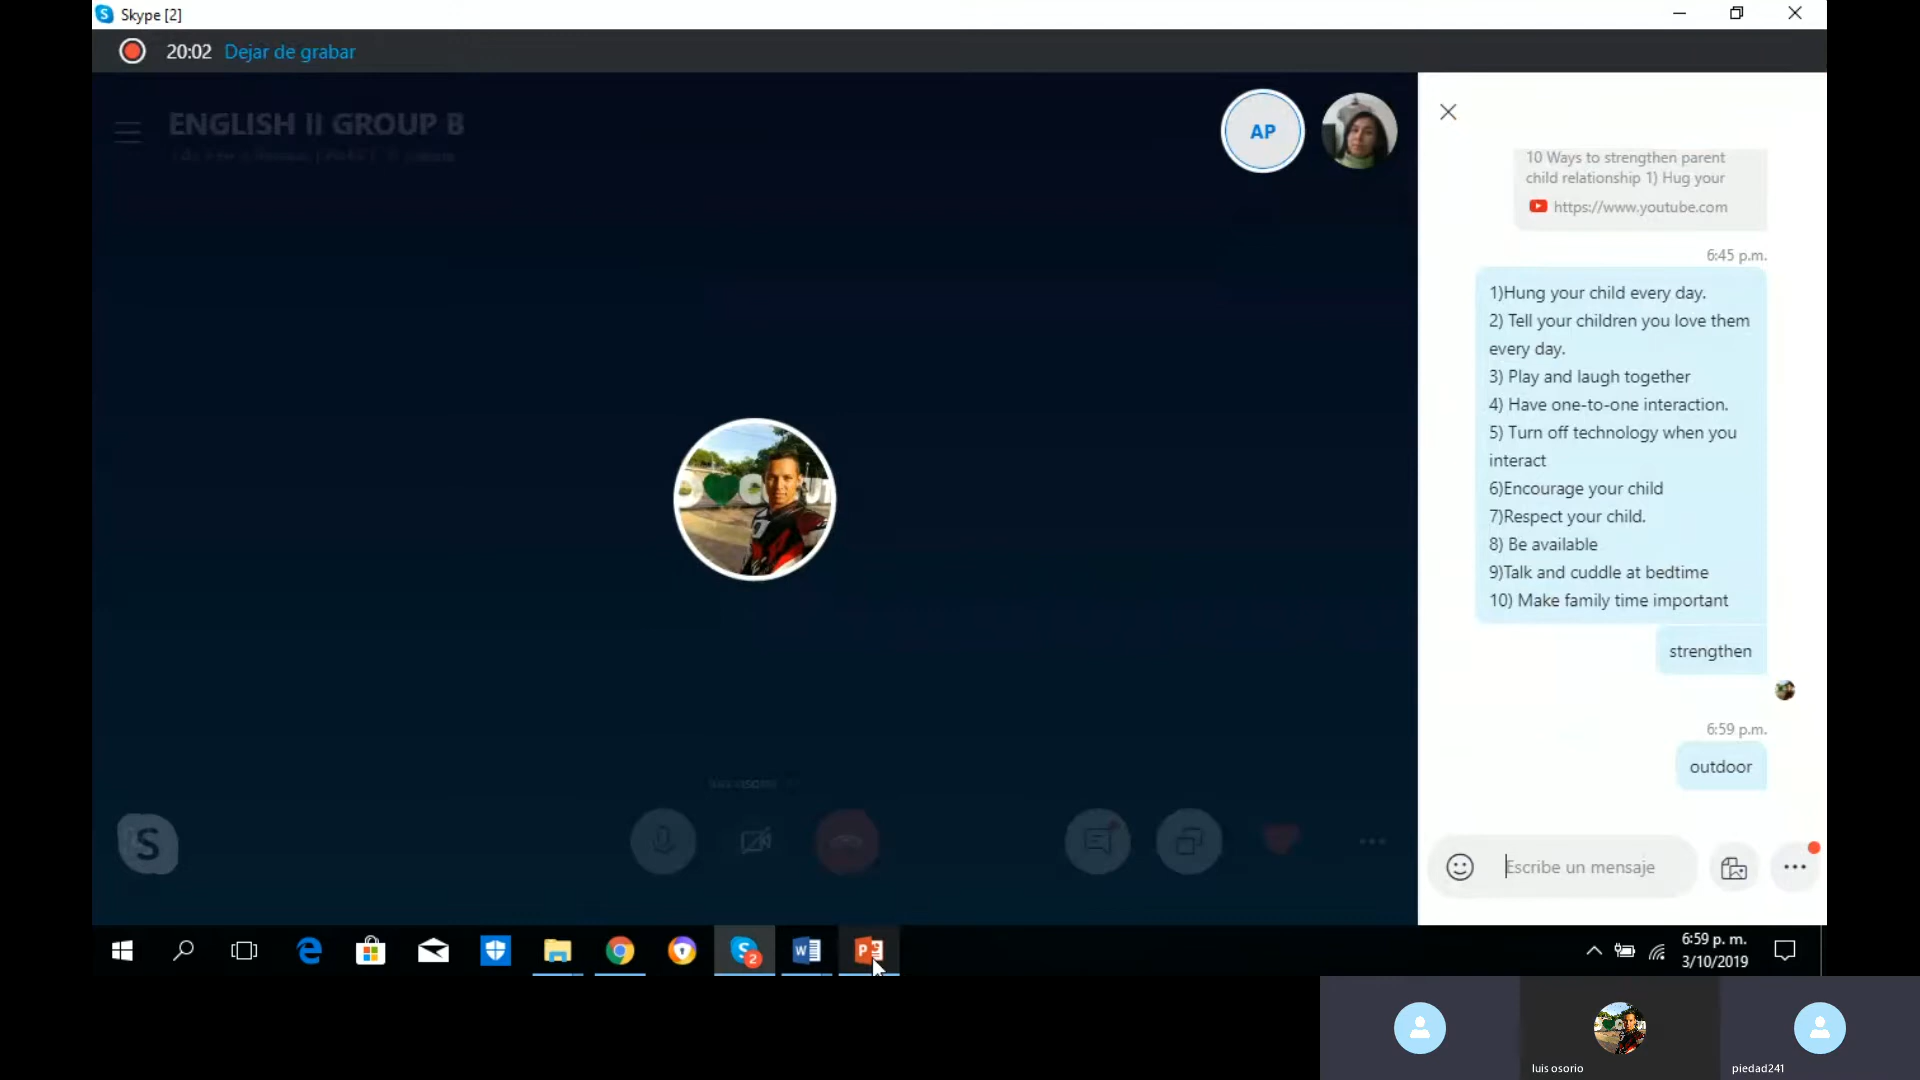 Skype [2]
20:02 Dejar de grabar
ENGLISH II GROUP B
AP
10 Ways to strengthen parent
child relationship 1) Hug your
https://www.youtube.com
6:45 p.m.
1)Hung your child every day.
2) Tell your children you love them
every day.
3) Play and laugh together
4) Have one-to-one interaction.
5) Turn off technology when you
interact
6)Encourage your child
7)Respect your child.
8) Be available
9)Talk and cuddle at bedtime
10) Make family time important
strengthen
6:59 p.m.
outdoor
Escribe un mensaje
2
6:59 p. m.
3/10/2019
luis osorio
piedad241